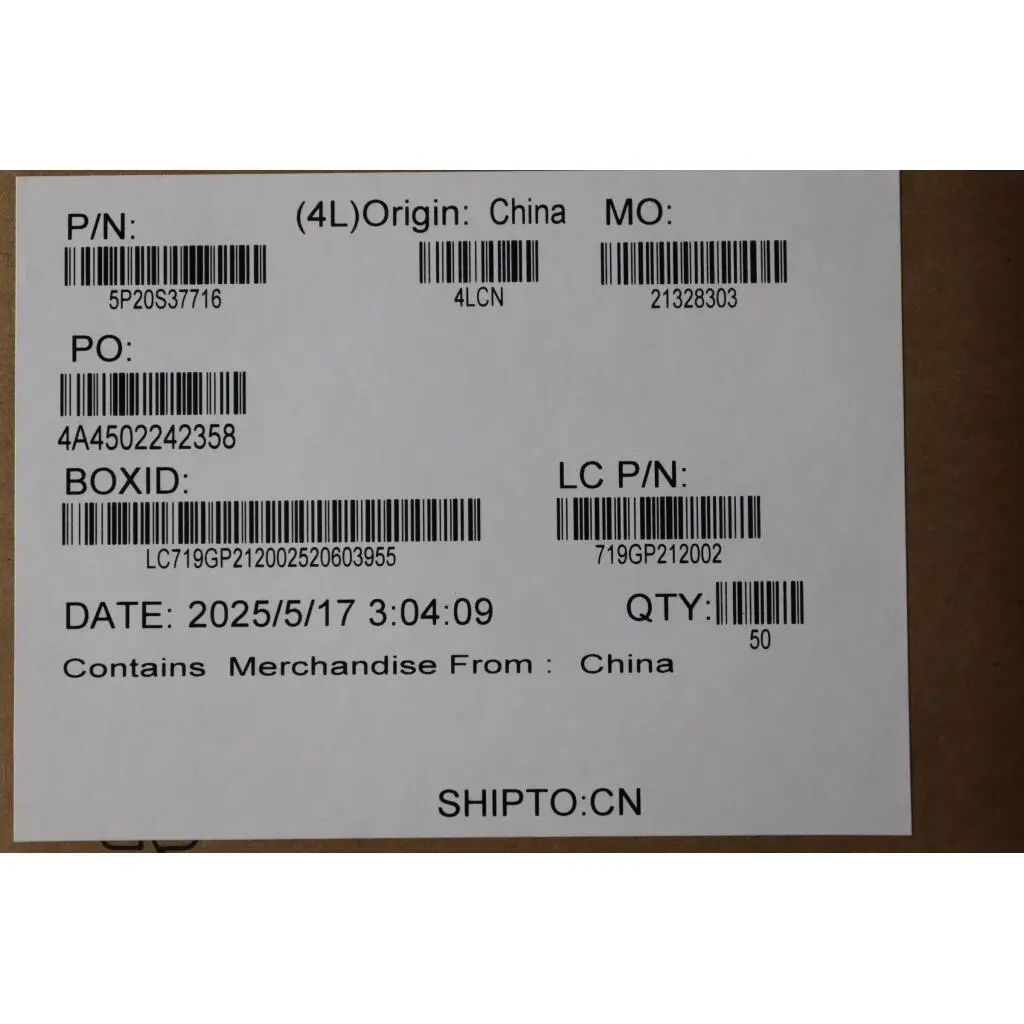 P/N: (4L)Origin: China MO:
5P20S37716 4LCN 21328303
PO:
4A4502242358
BOXID: LC P/N:
LC719GP212002520603955 719GP212002
DATE: 2025/5/17 3:04:09 QTY:
50
Contains Merchandise From : China
SHIPTO:CN